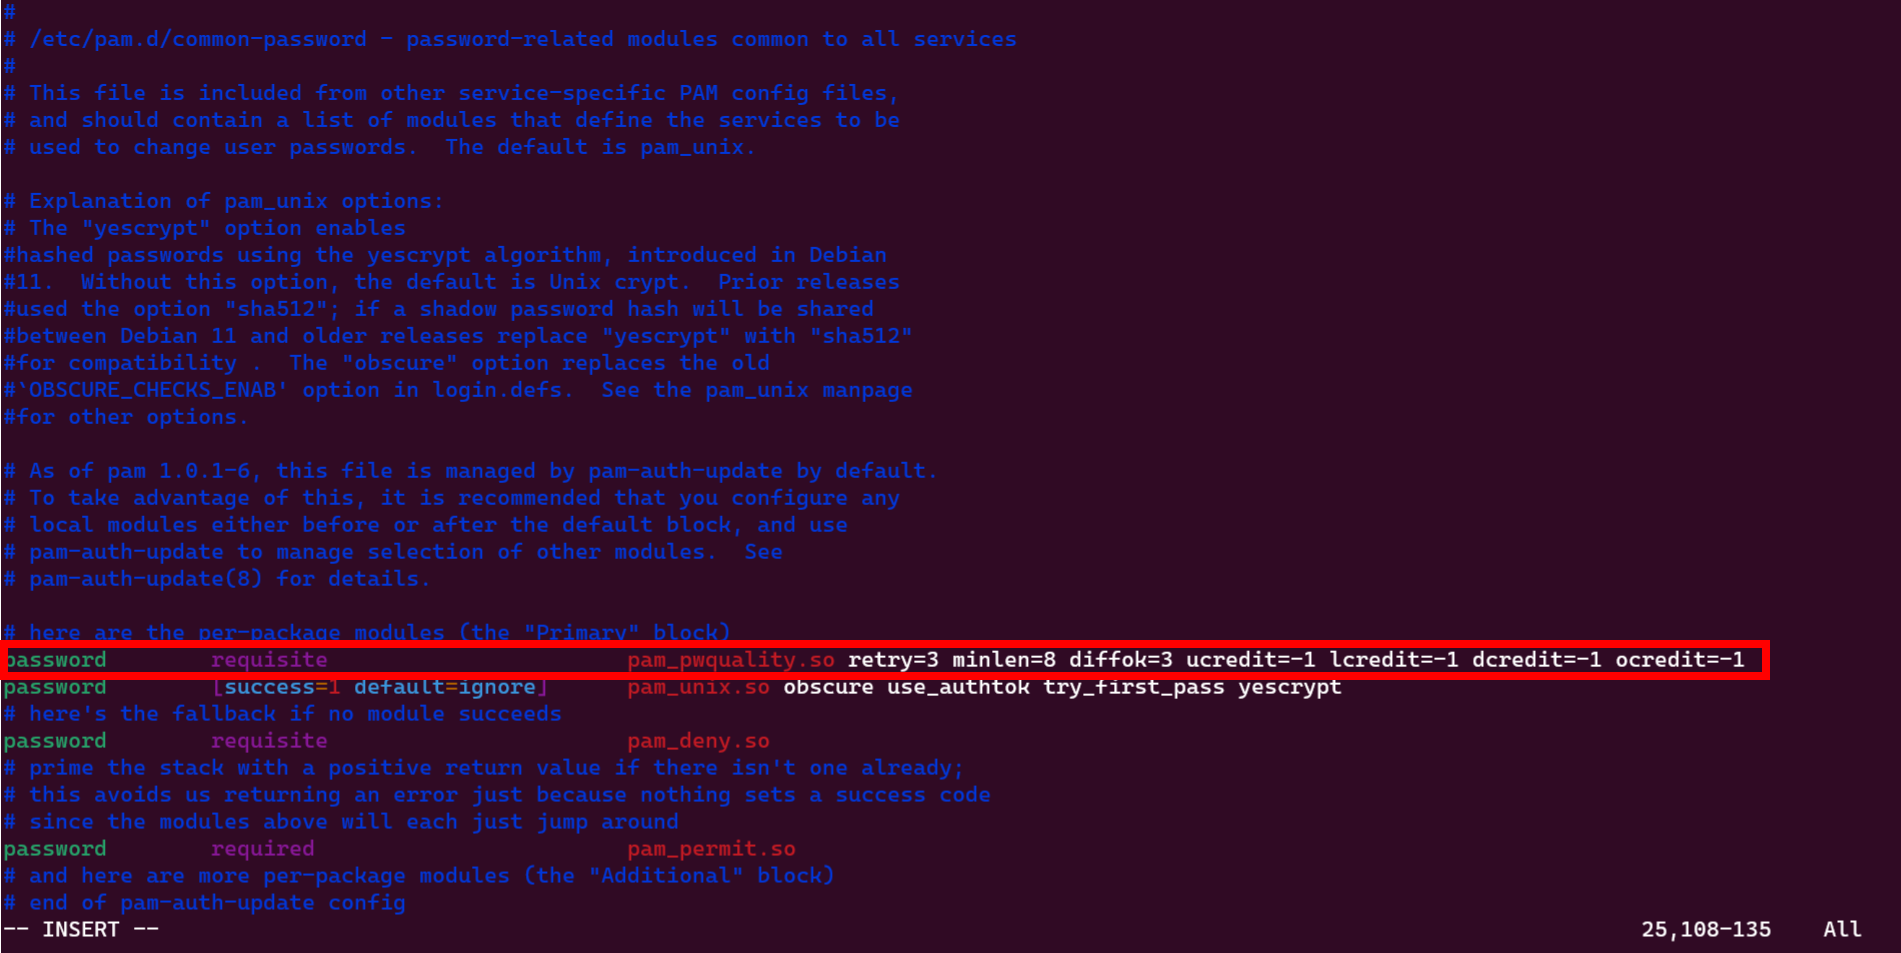 #
# /etc/pam.d/common-password - password-related modules common to all services
#
# This file is included from other service-specific PAM config files,
# and should contain a list of modules that define the services to be
# used to change user passwords.  The default is pam_unix.

# Explanation of pam_unix options:
# The "yescrypt" option enables
#hashed passwords using the yescrypt algorithm, introduced in Debian
#11.  Without this option, the default is Unix crypt.  Prior releases
#used the option "sha512"; if a shadow password hash will be shared
#between Debian 11 and older releases replace "yescrypt" with "sha512"
#for compatibility .  The "obscure" option replaces the old
#`OBSCURE_CHECKS_ENAB' option in login.defs.  See the pam_unix manpage
#for other options.

# As of pam 1.0.1-6, this file is managed by pam-auth-update by default.
# To take advantage of this, it is recommended that you configure any
# local modules either before or after the default block, and use
# pam-auth-update to manage selection of other modules.  See
# pam-auth-update(8) for details.

# here are the per-package modules (the "Primary" block)
password        requisite                       pam_pwquality.so retry=3 minlen=8 diffok=3 ucredit=-1 lcredit=-1 dcredit=-1 ocredit=-1
password        [success=1 default=ignore]      pam_unix.so obscure use_authtok try_first_pass yescrypt
# here's the fallback if no module succeeds
password        requisite                       pam_deny.so
# prime the stack with a positive return value if there isn't one already;
# this avoids us returning an error just because nothing sets a success code
# since the modules above will each just jump around
password        required                        pam_permit.so
# and here are more per-package modules (the "Additional" block)
# end of pam-auth-update config
-- INSERT --                                                                                                                  25,108-135    All